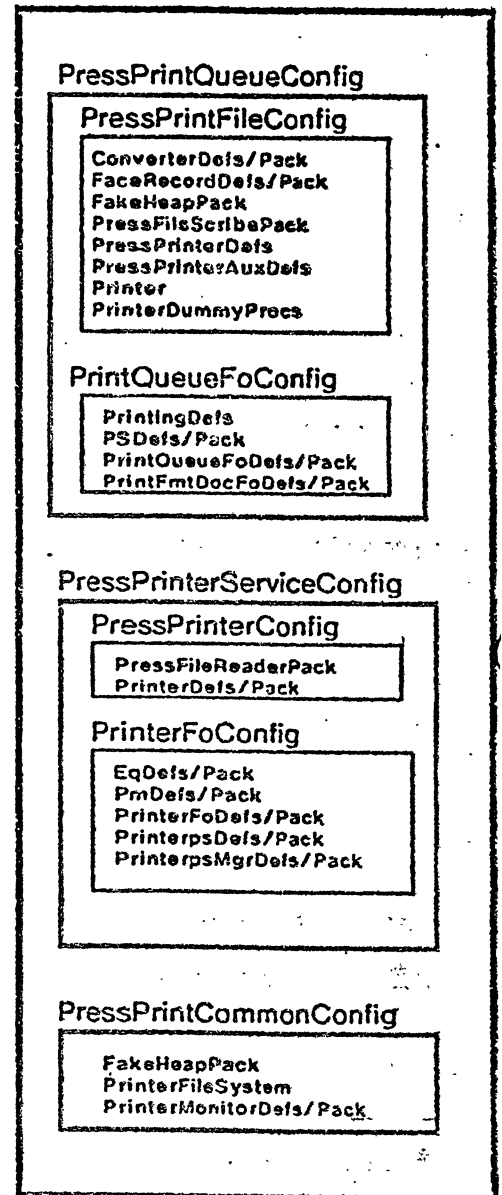 PressPrintQueueConfig
PressPrintFileConfig
ConverterDefs/Pack
FaceRecordDefs/Pack
FakeHeapPack
PressFileScribePack
PressPrinterDefs
PressPrinterAuxDefs
Printer
PrinterDummyProcs
PrintQueueFoConfig
PrintingDefs
PSDefs/Pack
PrintQueueFoDefs/Pack
PrintFmtDocFoDefs/Pack
PressPrinterServiceConfig
PressPrinterConfig
PressFileReaderPack
PrinterDefs/Pack
PrinterFoConfig
EqDefs/Pack
PmDefs/Pack
PrinterFoDefs/Pack
PrinterpsDefs/Pack
PrinterpsMgrDefs/Pack
PressPrintCommonConfig
FakeHeapPack
PrinterFileSystem
PrinterMonitorDefs/Pack